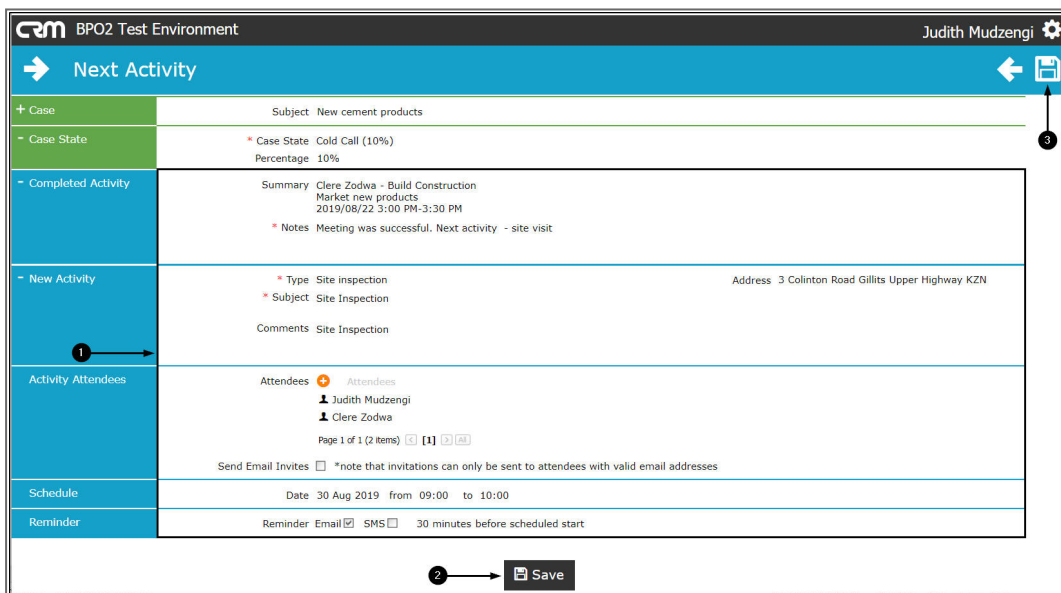 CRM BPO2 Test Environment Judith Mudzengi
Next Activity
+ Case Subject New cement products
- Case State * Case State Cold Call (10%)
Percentage 10%
3
- Completed Activity Summary Clere Zodwa - Build Construction
Market new products
2019/08/22 3:00 PM-3:30 PM
* Notes Meeting was successful. Next activity - site visit
- New Activity * Type Site inspection Address 3 Colinton Road Gillits Upper Highway KZN
* Subject Site Inspection
Comments Site Inspection
1
Activity Attendees Attendees Attendees
Judith Mudzengi
Clere Zodwa
Page 1 of 1 (2 items) < [1] > All
Send Email Invites *note that invitations can only be sent to attendees with valid email addresses
Schedule Date 30 Aug 2019 from 09:00 to 10:00
Reminder Reminder Email SMS 30 minutes before scheduled start
2 Save